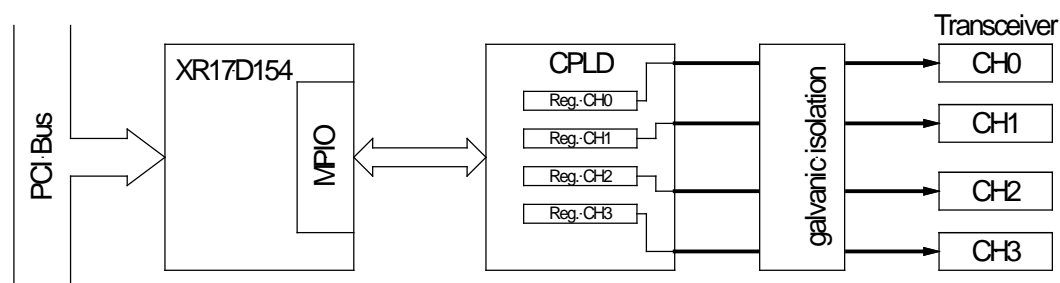 Transceiver
PCI-Bus
XR17D154
MPIO
CPLD
Reg. CH0
Reg. CH1
Reg. CH2
Reg. CH3
galvanic isolation
CH0
CH1
CH2
CH3